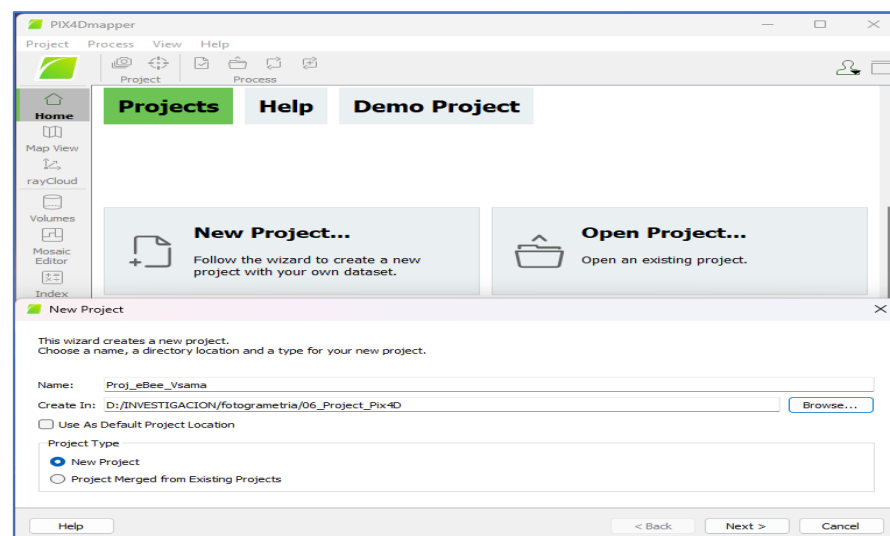 PIX4Dmapper
Project Process View Help
Project Process
Home
Map View
rayCloud
Volumes
Mosaic
Editor
Index
Projects Help Demo Project
New Project...
Follow the wizard to create a new
project with your own dataset.
Open Project...
Open an existing project.
New Project
This wizard creates a new project.
Choose a name, a directory location and a type for your new project.
Name: Proj_eBee_Vsama
Create In: D:/INVESTIGACION/fotogrametria/06_Project_Pix4D Browse...
Use As Default Project Location
Project Type
New Project
Project Merged from Existing Projects
Help < Back Next > Cancel